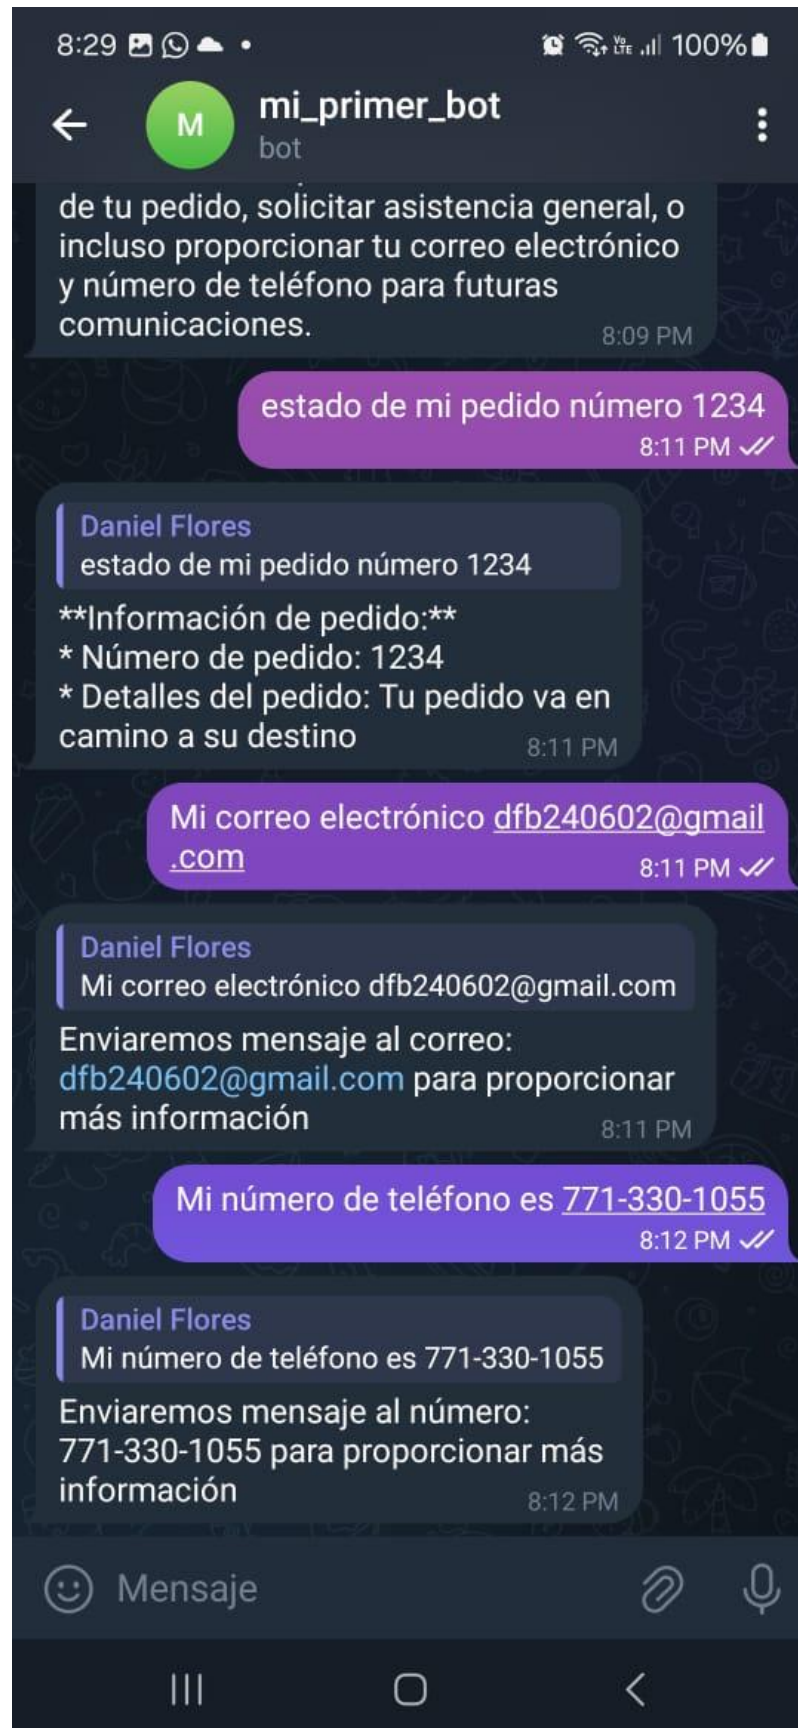 8:29
Vo
LTE
100%
M
mi_primer_bot
bot
de tu pedido, solicitar asistencia general, o
incluso proporcionar tu correo electrónico
y número de teléfono para futuras
comunicaciones.
8:09 PM
estado de mi pedido número 1234
8:11 PM
Daniel Flores
estado de mi pedido número 1234
**Información de pedido:**
* Número de pedido: 1234
* Detalles del pedido: Tu pedido va en
camino a su destino
8:11 PM
Mi correo electrónico dfb240602@gmail
.com
8:11 PM
Daniel Flores
Mi correo electrónico dfb240602@gmail.com
Enviaremos mensaje al correo:
dfb240602@gmail.com para proporcionar
más información
8:11 PM
Mi número de teléfono es 771-330-1055
8:12 PM
Daniel Flores
Mi número de teléfono es 771-330-1055
Enviaremos mensaje al número:
771-330-1055 para proporcionar más
información
8:12 PM
Mensaje